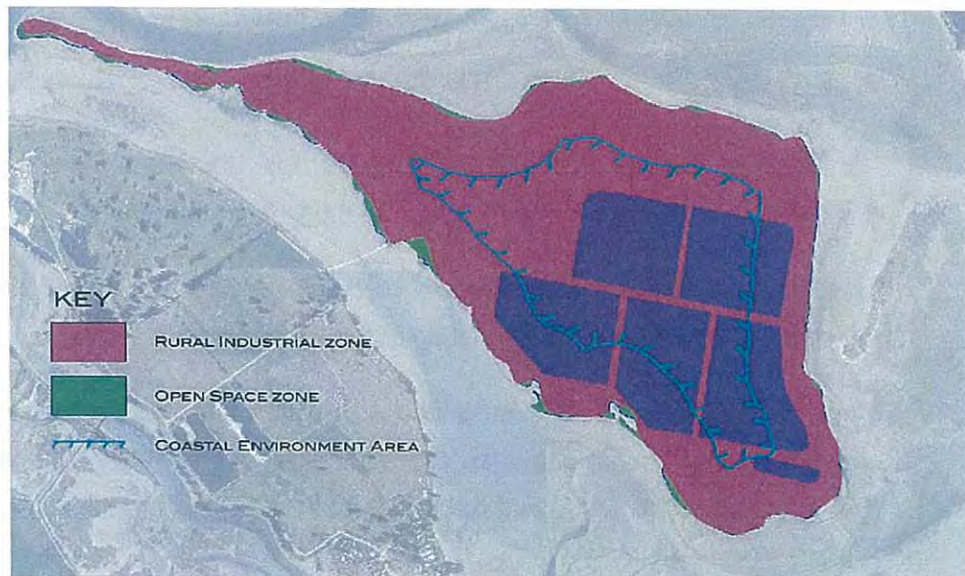 KEY
RURAL INDUSTRIAL ZONE
OPEN SPACE ZONE
COASTAL ENVIRONMENT AREA